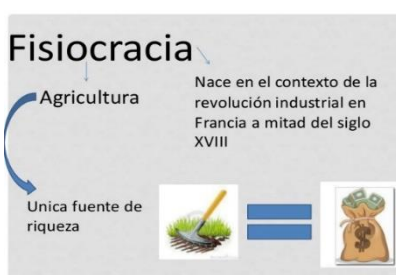 Fisiocracia
Agricultura
Nace en el contexto de la
revolución industrial en
Francia a mitad del siglo
XVIII
Unica fuente de
riqueza
$